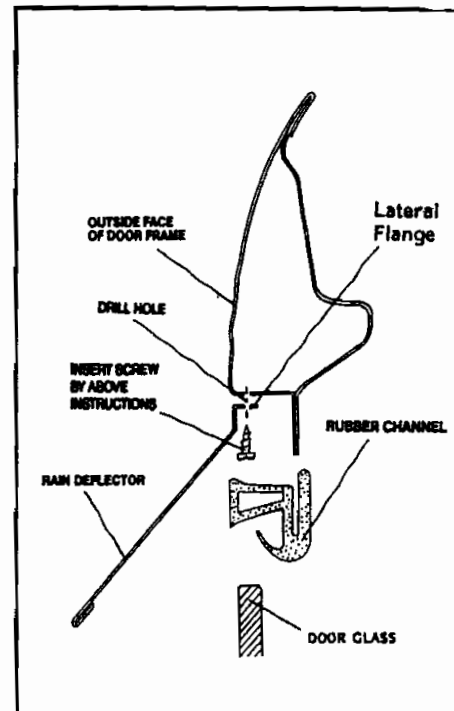 Lateral
Flange
OUTSIDE FACE
OF DOOR FRAME
DRILL HOLE
INSERT SCREW
BY ABOVE
INSTRUCTIONS
RUBBER CHANNEL
RAIN DEFLECTOR
DOOR GLASS